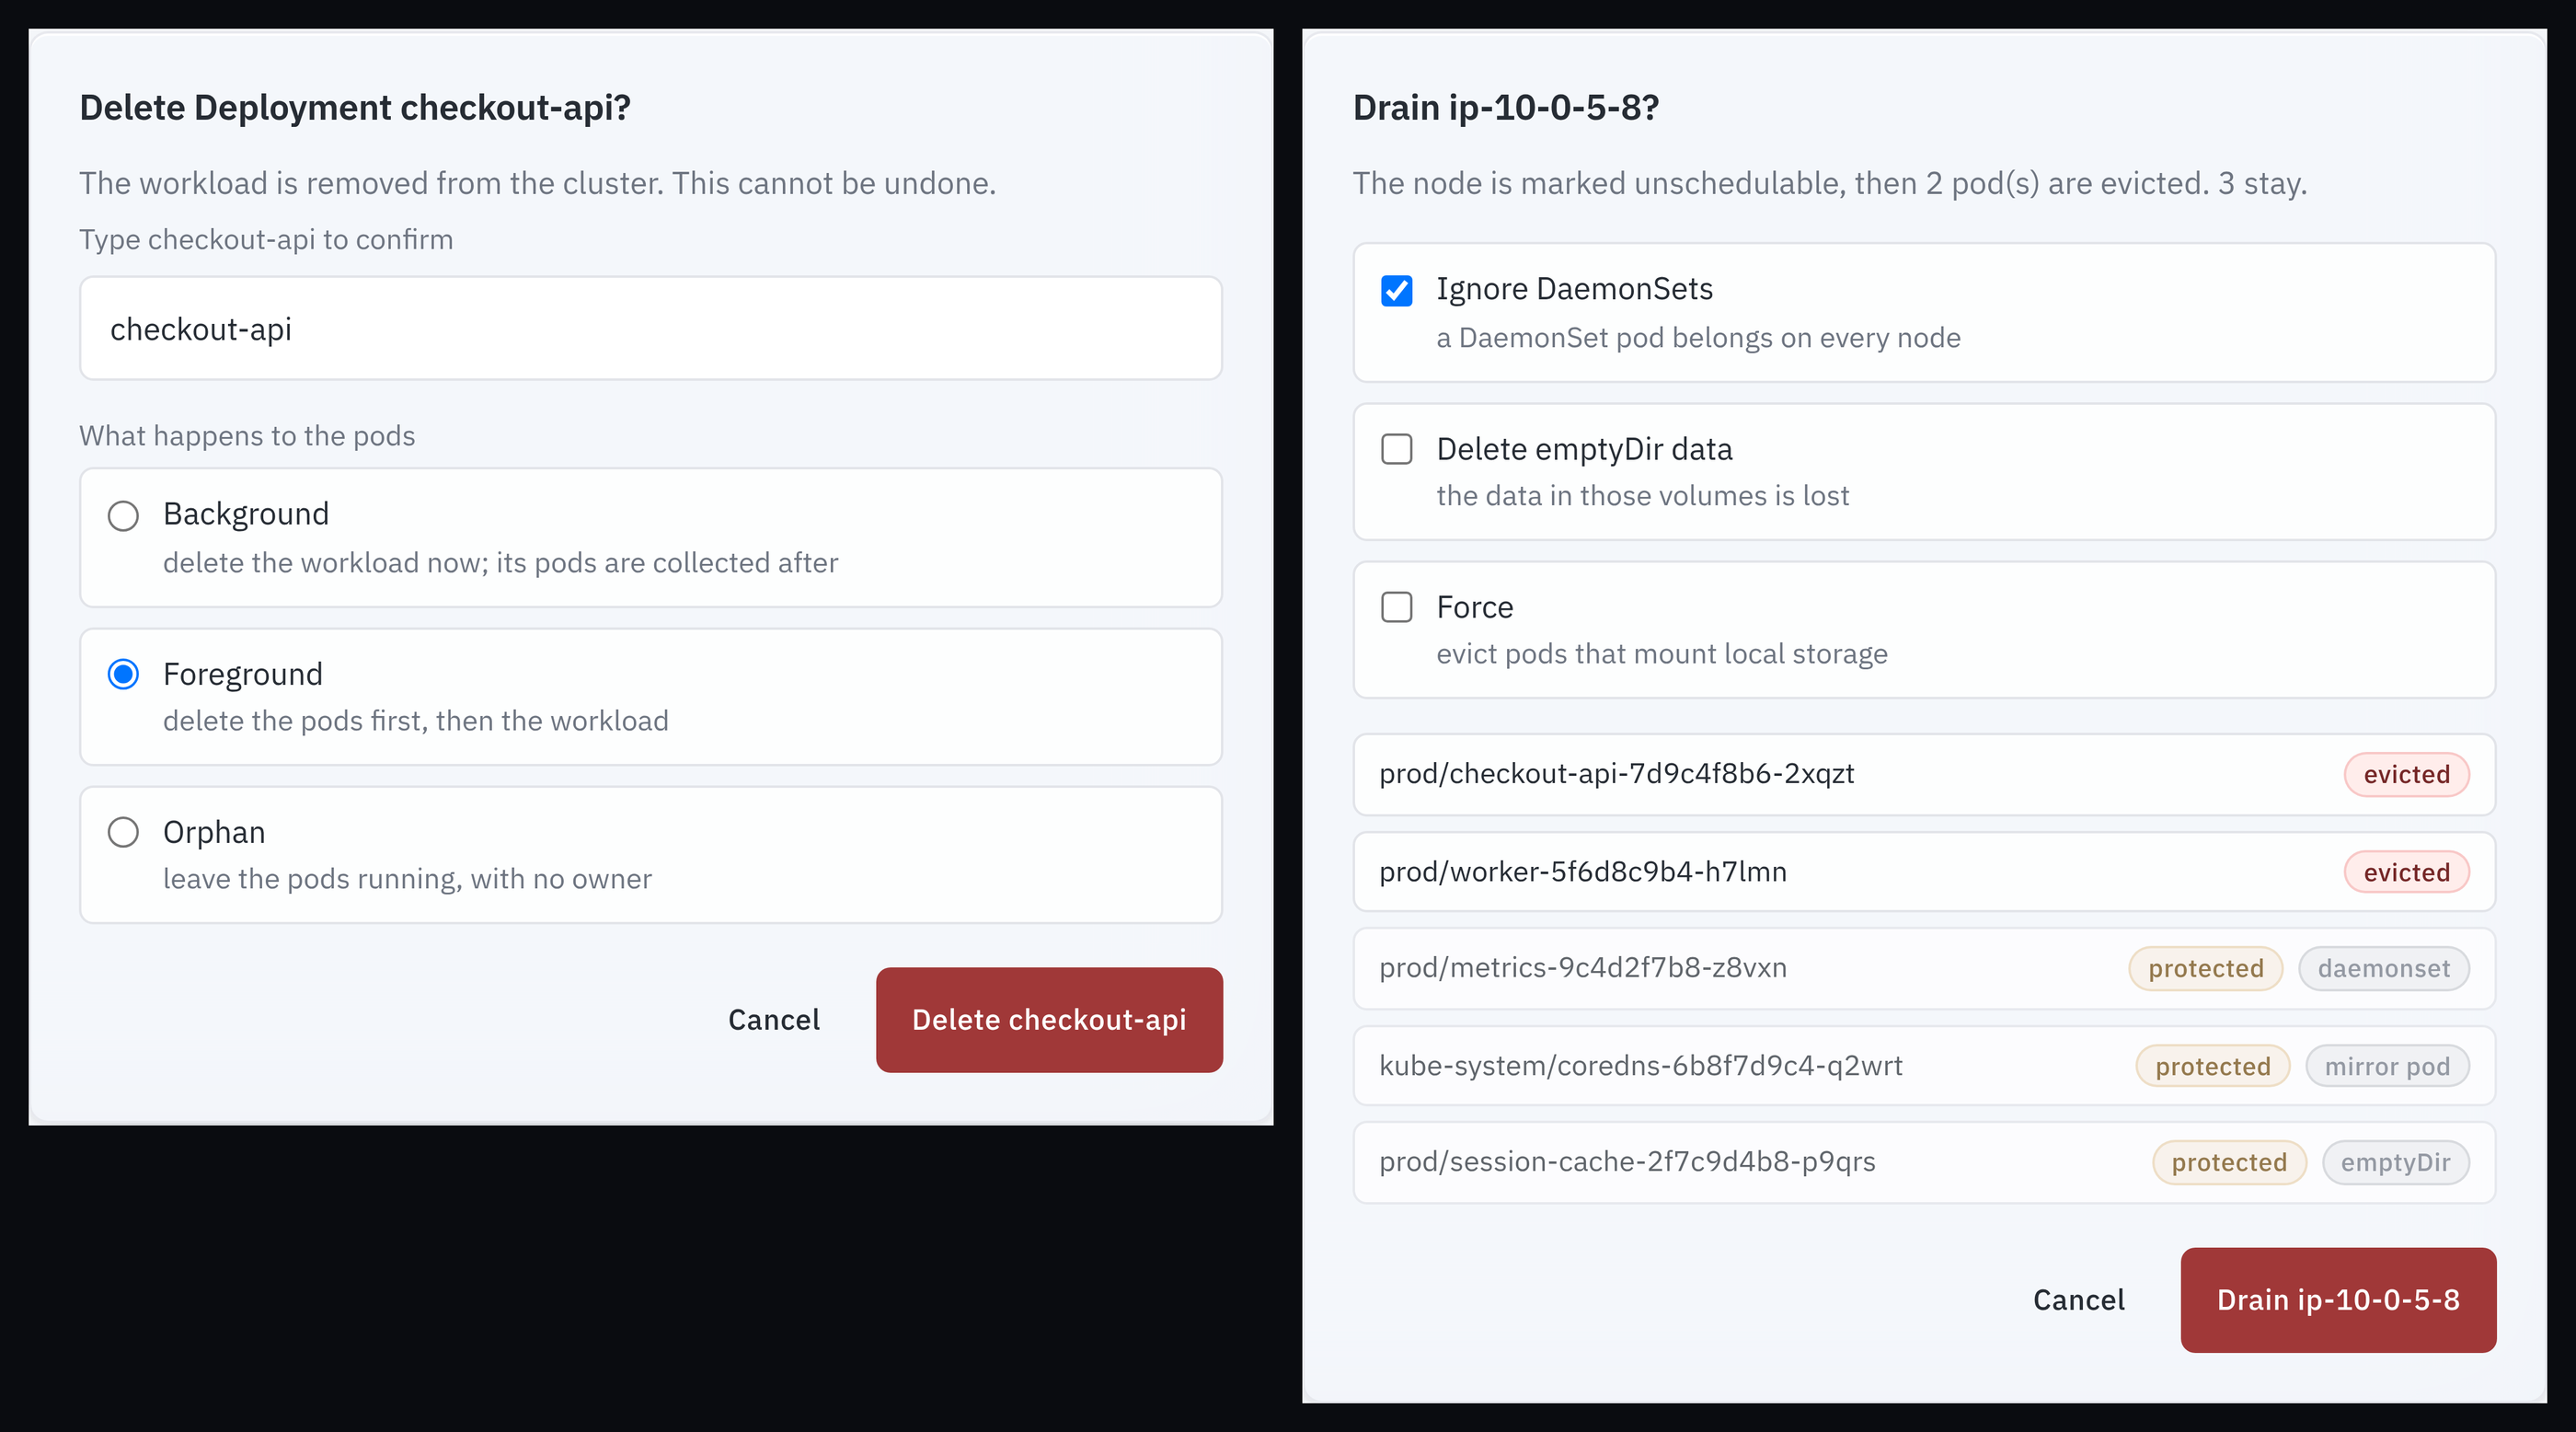 Delete Deployment checkout-api?
The workload is removed from the cluster. This cannot be undone.
Type checkout-api to confirm
checkout-api
What happens to the pods
Background
delete the workload now; its pods are collected after
Foreground
delete the pods first, then the workload
Orphan
leave the pods running, with no owner
Cancel
Delete checkout-api
Drain ip-10-0-5-8?
The node is marked unschedulable, then 2 pod(s) are evicted. 3 stay.
Ignore DaemonSets
a DaemonSet pod belongs on every node
Delete emptyDir data
the data in those volumes is lost
Force
evict pods that mount local storage
prod/checkout-api-7d9c4f8b6-2xqzt evicted
prod/worker-5f6d8c9b4-h7lmn evicted
prod/metrics-9c4d2f7b8-z8vxn protected daemonset
kube-system/coredns-6b8f7d9c4-q2wrt protected mirror pod
prod/session-cache-2f7c9d4b8-p9qrs protected emptyDir
Cancel
Drain ip-10-0-5-8